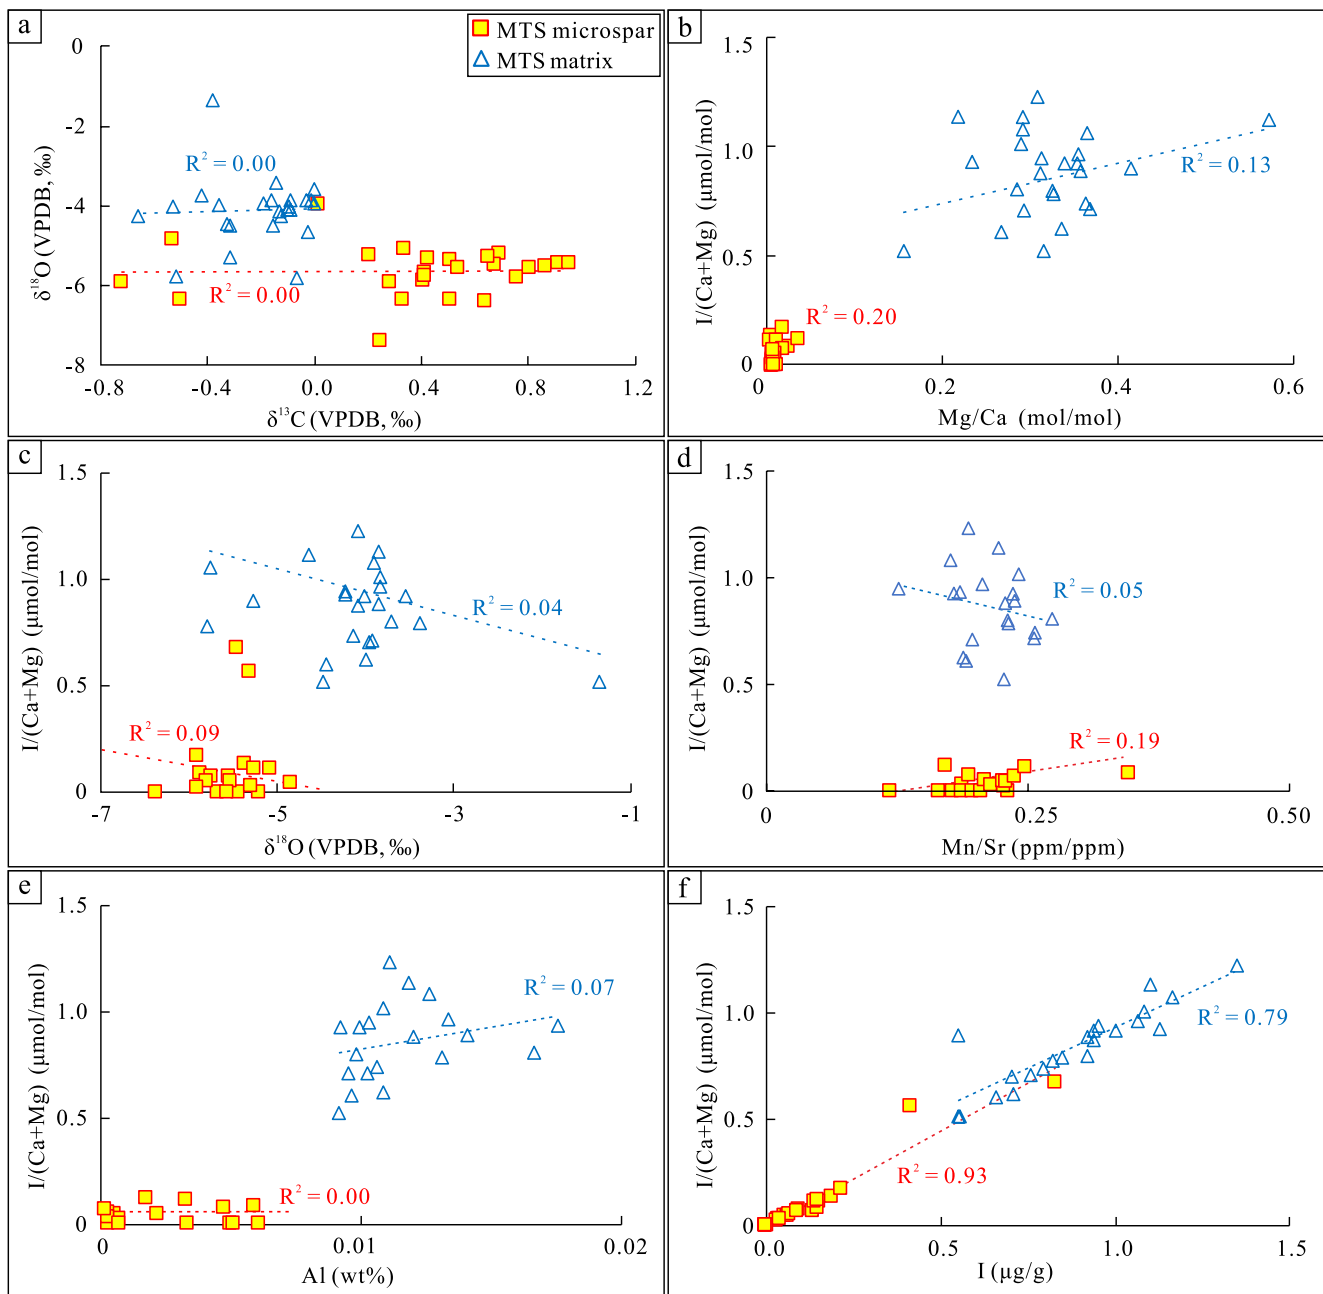 a
MTS microspar
MTS matrix
0
-2
-4
-6
-8
δ¹⁸O (VPDB, ‰)
R² = 0.00
R² = 0.00
-0.8
-0.4
0.0
0.4
0.8
1.2
δ¹³C (VPDB, ‰)
b
1.5
1.0
0.5
0
I/(Ca+Mg) (μmol/mol)
R² = 0.13
R² = 0.20
0
0.2
0.4
0.6
Mg/Ca (mol/mol)
c
1.5
1.0
0.5
0
I/(Ca+Mg) (μmol/mol)
R² = 0.04
R² = 0.09
-7
-5
-3
-1
δ¹⁸O (VPDB, ‰)
d
1.5
1.0
0.5
0
I/(Ca+Mg) (μmol/mol)
R² = 0.05
R² = 0.19
0
0.25
0.50
Mn/Sr (ppm/ppm)
e
1.5
1.0
0.5
0
I/(Ca+Mg) (μmol/mol)
R² = 0.07
R² = 0.00
0
0.01
0.02
Al (wt%)
f
1.5
1.0
0.5
0
I/(Ca+Mg) (μmol/mol)
R² = 0.79
R² = 0.93
0.0
0.5
1.0
1.5
I (μg/g)